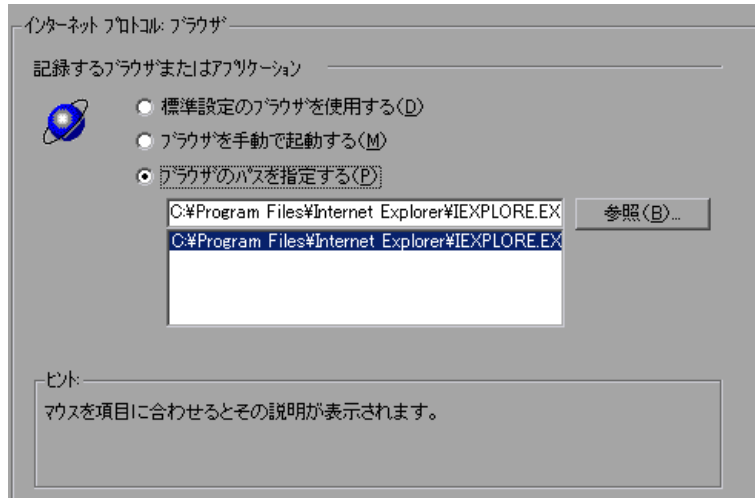 インターネット プロトコル: ブラウザ
記録するブラウザまたはアプリケーション
標準設定のブラウザを使用する(D)
ブラウザを手動で起動する(M)
ブラウザのパスを指定する(P)
C:¥Program Files¥Internet Explorer¥IEXPLORE.EX
参照(B)...
C:¥Program Files¥Internet Explorer¥IEXPLORE.EX
ヒント:
マウスを項目に合わせるとその説明が表示されます。